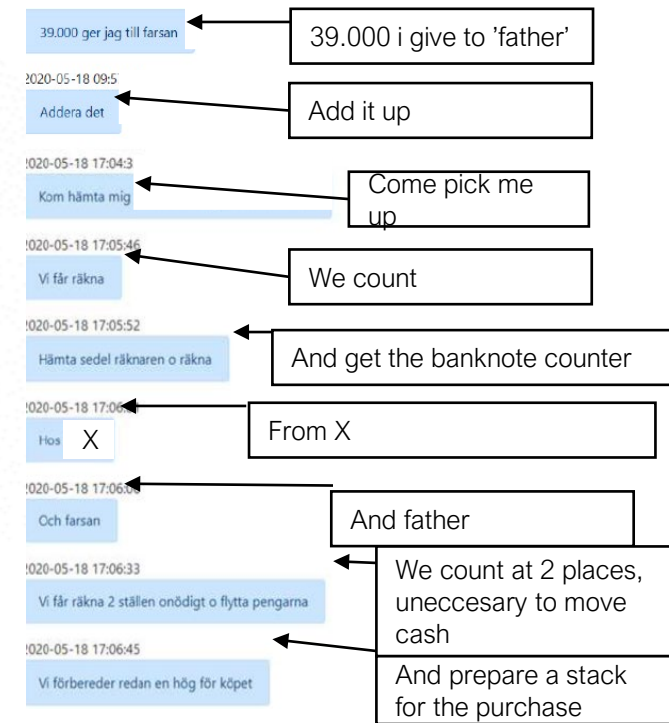 39.000 ger jag till farsan
39.000 i give to ’father’
2020-05-18 09:5
Addera det
Add it up
2020-05-18 17:04:3
Kom hämta mig
Come pick me
up
2020-05-18 17:05:46
Vi får räkna
We count
2020-05-18 17:05:52
Hämta sedel räknaren o räkna
And get the banknote counter
2020-05-18 17:06:
Hos X
From X
2020-05-18 17:06:0
Och farsan
And father
2020-05-18 17:06:33
Vi får räkna 2 ställen onödigt o flytta pengarna
We count at 2 places,
uneccesary to move
cash
2020-05-18 17:06:45
Vi förbereder redan en hög för köpet
And prepare a stack
for the purchase